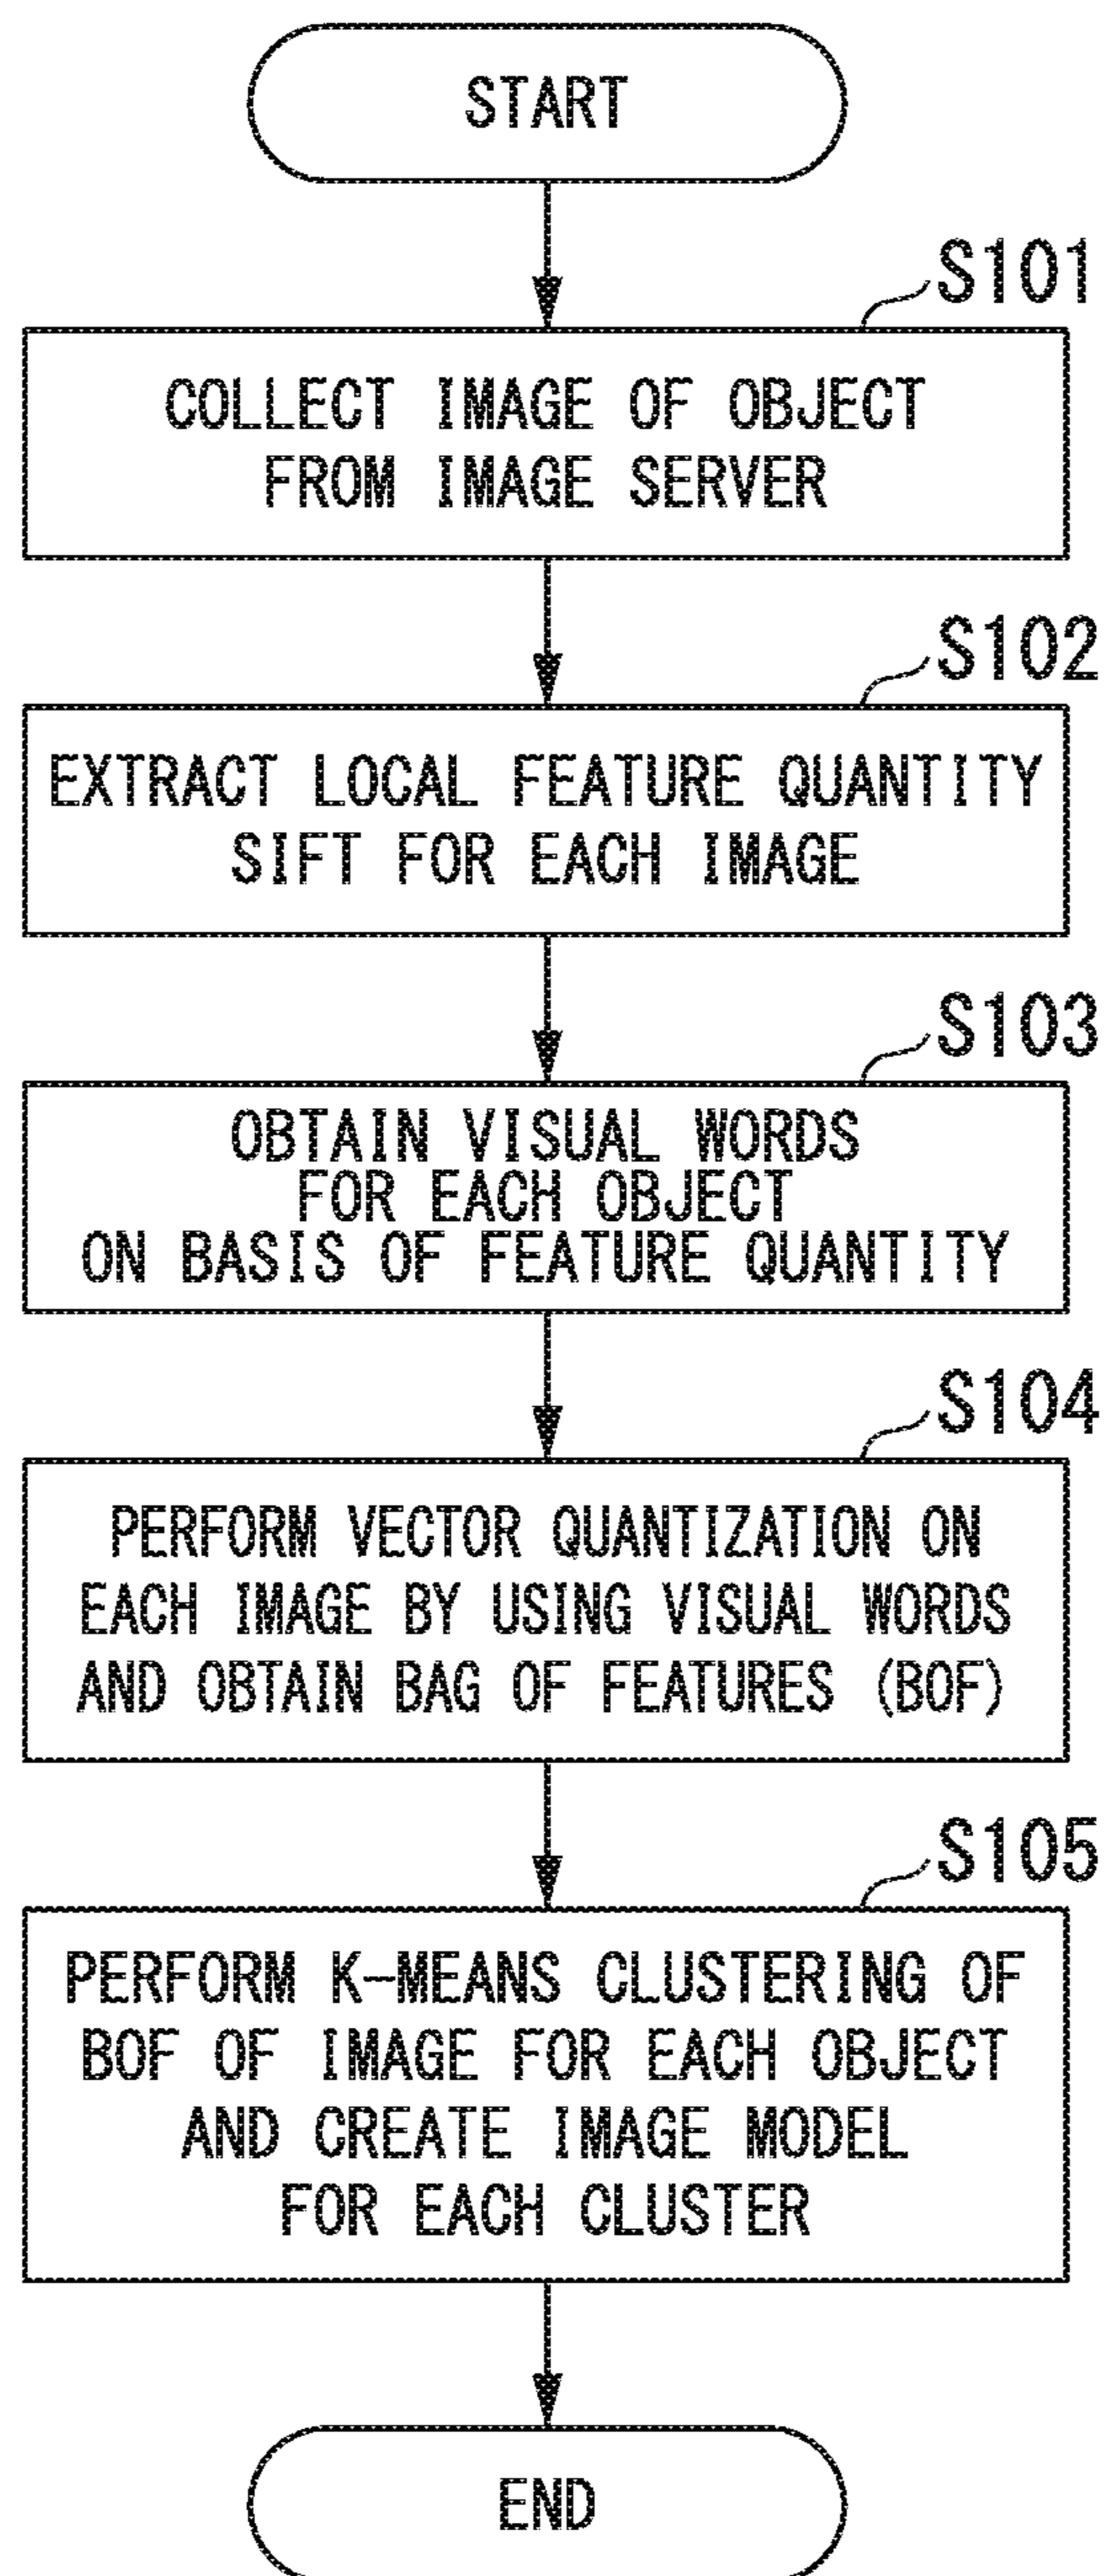 START
S101
COLLECT IMAGE OF OBJECT
FROM IMAGE SERVER
S102
EXTRACT LOCAL FEATURE QUANTITY
SIFT FOR EACH IMAGE
S103
OBTAIN VISUAL WORDS
FOR EACH OBJECT
ON BASIS OF FEATURE QUANTITY
S104
PERFORM VECTOR QUANTIZATION ON
EACH IMAGE BY USING VISUAL WORDS
AND OBTAIN BAG OF FEATURES (BOF)
S105
PERFORM K-MEANS CLUSTERING OF
BOF OF IMAGE FOR EACH OBJECT
AND CREATE IMAGE MODEL
FOR EACH CLUSTER
END